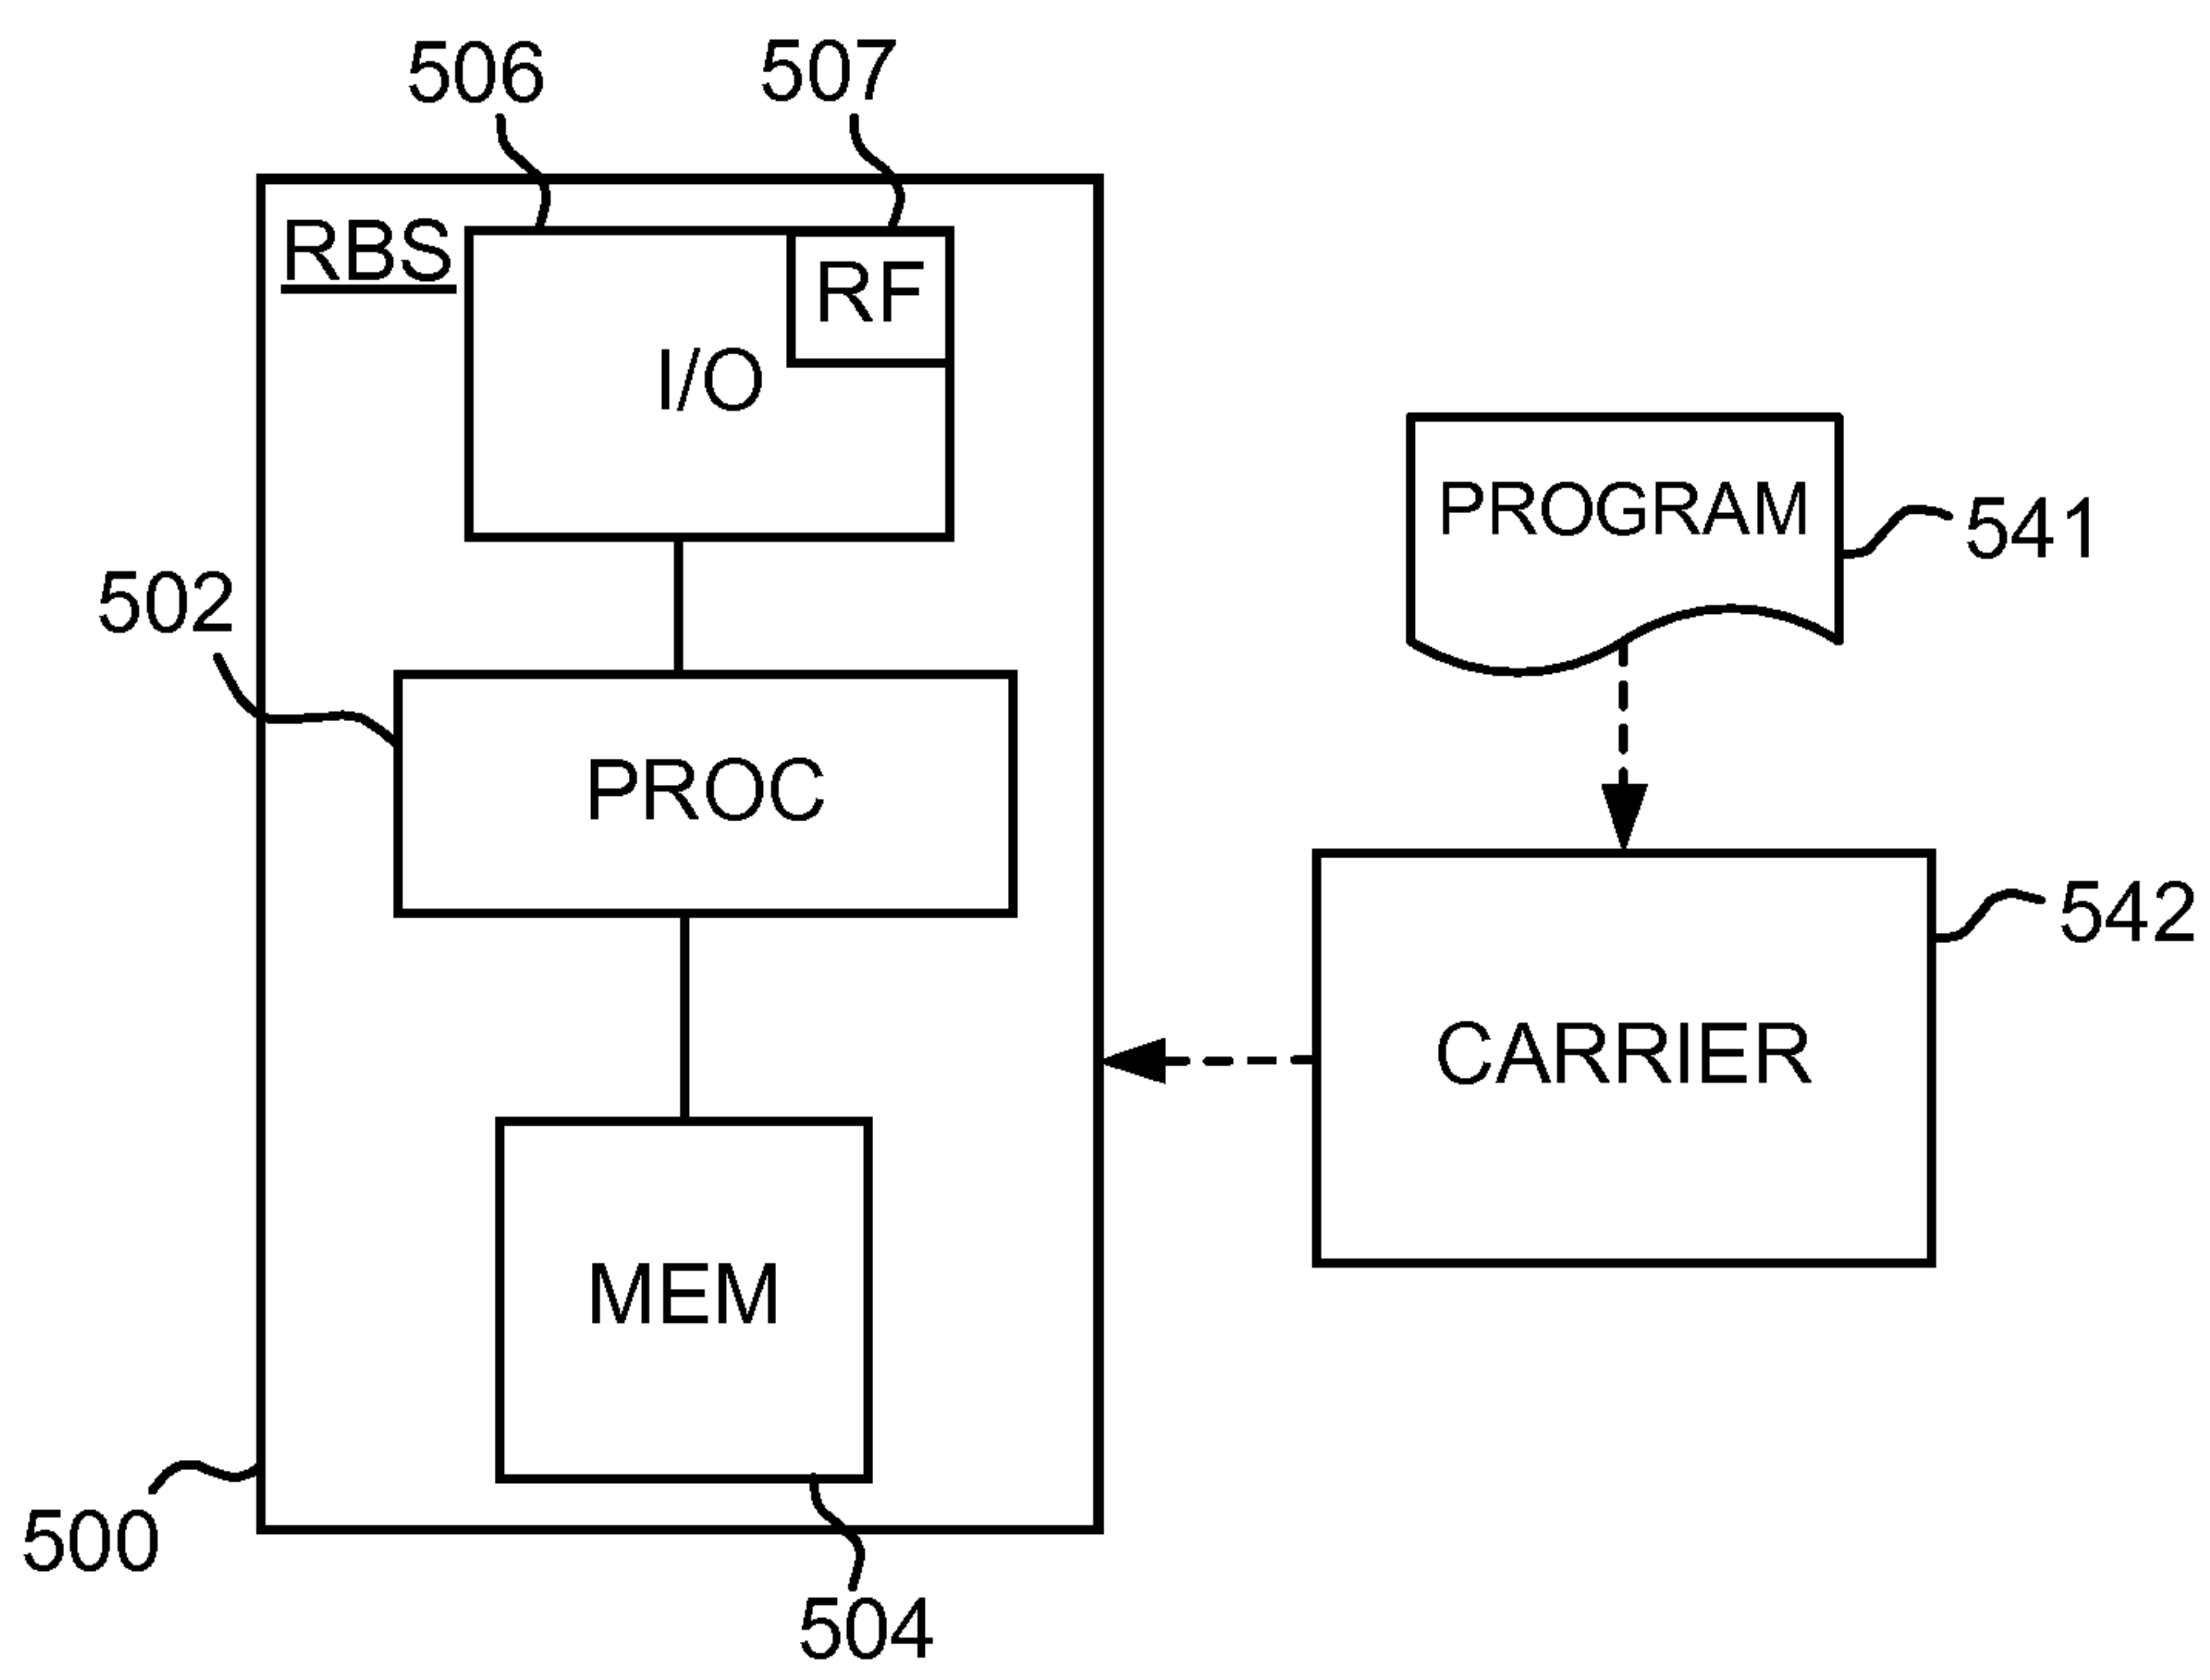 506
507
RBS
RF
I/O
PROGRAM
541
502
PROC
542
CARRIER
MEM
500
504